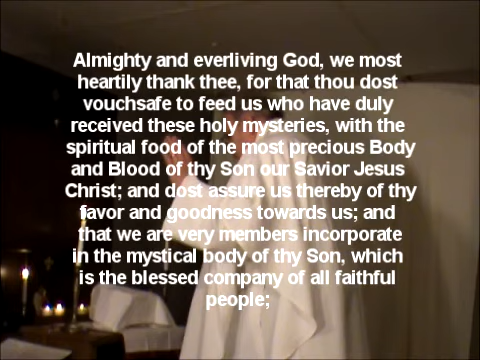 Almighty and everliving God, we most
heartily thank thee, for that thou dost
vouchsafe to feed us who have duly
received these holy mysteries, with the
spiritual food of the most precious Body
and Blood of thy Son our Savior Jesus
Christ; and dost assure us thereby of thy
favor and goodness towards us; and
that we are very members incorporate
in the mystical body of thy Son, which
is the blessed company of all faithful
people;